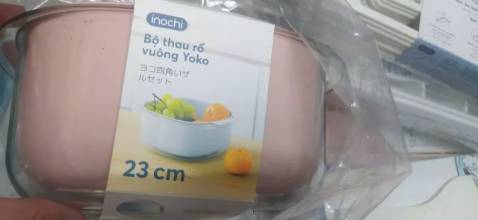 inochi
Bộ thau rổ
vuông Yoko
ヨコ四角いザ
ルセット
23 cm